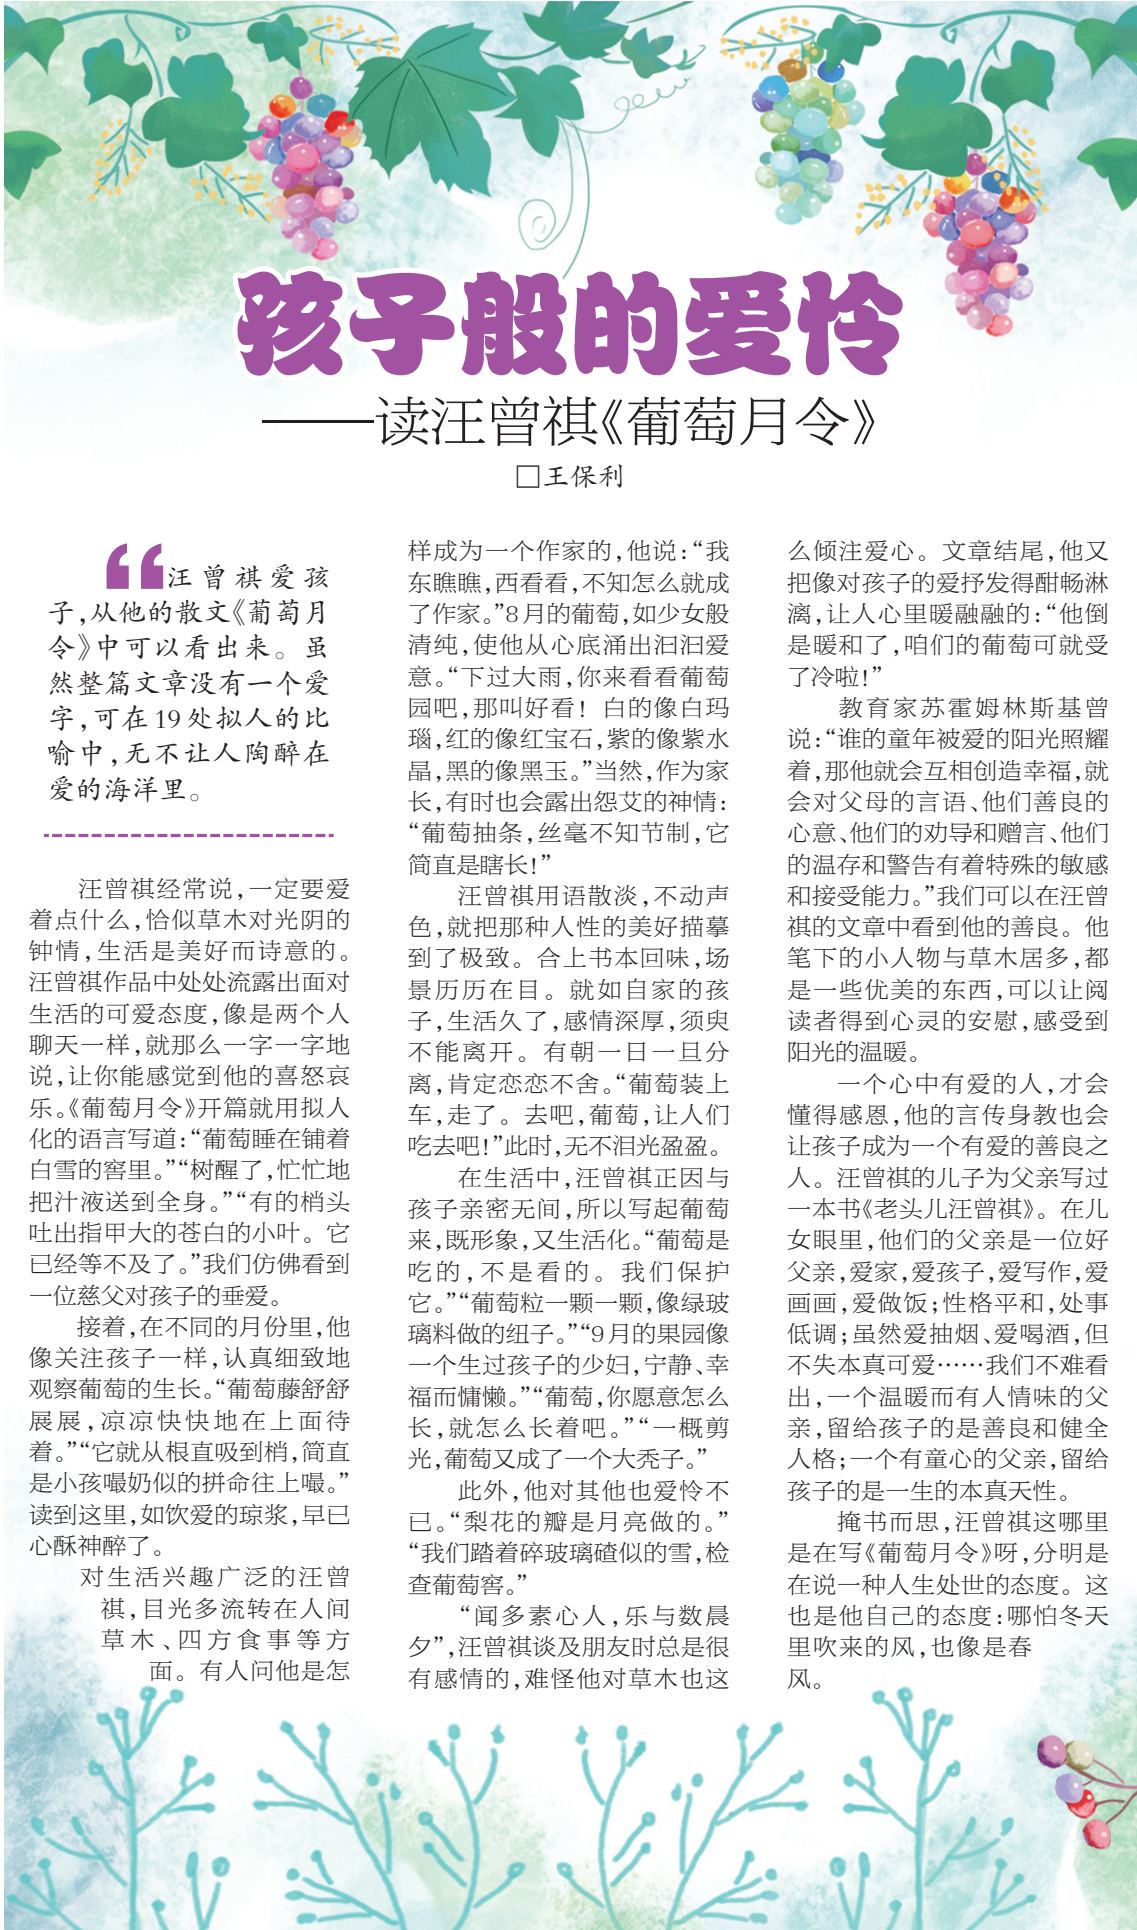 孩子般的爱怜
——读汪曾祺《葡萄月令》
□王保利
“汪曾祺爱孩
子，从他的散文《葡萄月
令》中可以看出来。虽
然整篇文章没有一个爱
字，可在19处拟人的比
喻中，无不让人陶醉在
爱的海洋里。
汪曾祺经常说，一定要爱
着点什么，恰似草木对光阴的
钟情，生活是美好而诗意的。
汪曾祺作品中处处流露出面对
生活的可爱态度，像是两个人
聊天一样，就那么一字一字地
说，让你能感觉到他的喜怒哀
乐。《葡萄月令》开篇就用拟人
化的语言写道：“葡萄睡在铺着
白雪的窖里。”“树醒了，忙忙地
把汁液送到全身。”“有的梢头
吐出指甲大的苍白的小叶。它
已经等不及了。”我们仿佛看到
一位慈父对孩子的垂爱。
接着，在不同的月份里，他
像关注孩子一样，认真细致地
观察葡萄的生长。“葡萄藤舒舒
展展，凉凉快快地在上面待
着。”“它就从根直吸到梢，简直
是小孩嘬奶似的拼命往上嘬。”
读到这里，如饮爱的琼浆，早已
心酥神醉了。
对生活兴趣广泛的汪曾
祺，目光多流转在人间
草木、四方食事等方
面。有人问他是怎
样成为一个作家的，他说：“我
东瞧瞧，西看看，不知怎么就成
了作家。”8月的葡萄，如少女般
清纯，使他从心底涌出汩汩爱
意。“下过大雨，你来看看葡萄
园吧，那叫好看！白的像白玛
瑙，红的像红宝石，紫的像紫水
晶，黑的像黑玉。”当然，作为家
长，有时也会露出怨艾的神情：
“葡萄抽条，丝毫不知节制，它
简直是瞎长！”
汪曾祺用语散淡，不动声
色，就把那种人性的美好描摹
到了极致。合上书本回味，场
景历历在目。就如自家的孩
子，生活久了，感情深厚，须臾
不能离开。有朝一日一旦分
离，肯定恋恋不舍。“葡萄装上
车，走了。去吧，葡萄，让人们
吃去吧！”此时，无不泪光盈盈。
在生活中，汪曾祺正因与
孩子亲密无间，所以写起葡萄
来，既形象，又生活化。“葡萄是
吃的，不是看的。我们保护
它。”“葡萄粒一颗一颗，像绿玻
璃料做的纽子。”“9月的果园像
一个生过孩子的少妇，宁静、幸
福而慵懒。”“葡萄，你愿意怎么
长，就怎么长着吧。”“一概剪
光，葡萄又成了一个大秃子。”
此外，他对其他也爱怜不
已。“梨花的瓣是月亮做的。”
“我们踏着碎玻璃碴似的雪，检
查葡萄窖。”
“闻多素心人，乐与数晨
夕”，汪曾祺谈及朋友时总是很
有感情的，难怪他对草木也这
么倾注爱心。文章结尾，他又
把像对孩子的爱抒发得酣畅淋
漓，让人心里暖融融的：“他倒
是暖和了，咱们的葡萄可就受
了冷啦！”
教育家苏霍姆林斯基曾
说：“谁的童年被爱的阳光照耀
着，那他就会互相创造幸福，就
会对父母的言语、他们善良的
心意、他们的劝导和赠言、他们
的温存和警告有着特殊的敏感
和接受能力。”我们可以在汪曾
祺的文章中看到他的善良。他
笔下的小人物与草木居多，都
是一些优美的东西，可以让阅
读者得到心灵的安慰，感受到
阳光的温暖。
一个心中有爱的人，才会
懂得感恩，他的言传身教也会
让孩子成为一个有爱的善良之
人。汪曾祺的儿子为父亲写过
一本书《老头儿汪曾祺》。在儿
女眼里，他们的父亲是一位好
父亲，爱家，爱孩子，爱写作，爱
画画，爱做饭；性格平和，处事
低调；虽然爱抽烟、爱喝酒，但
不失本真可爱……我们不难看
出，一个温暖而有人情味的父
亲，留给孩子的是善良和健全
人格；一个有童心的父亲，留给
孩子的是一生的本真天性。
掩书而思，汪曾祺这哪里
是在写《葡萄月令》呀，分明是
在说一种人生处世的态度。这
也是他自己的态度：哪怕冬天
里吹来的风，也像是春
风。